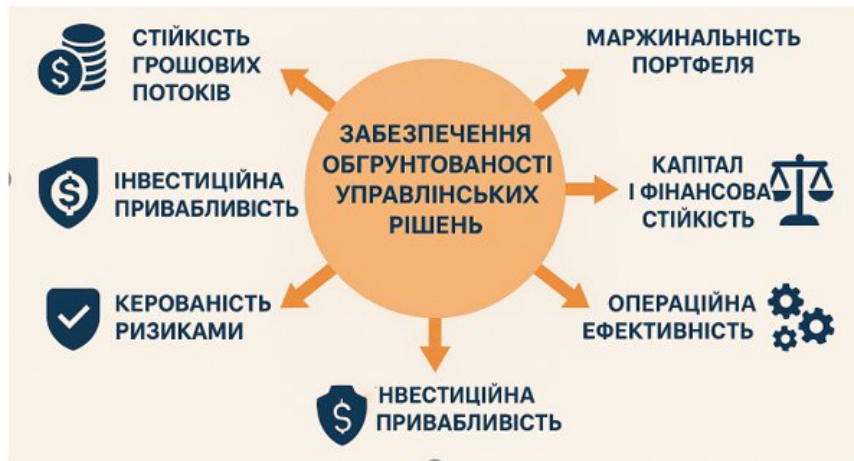 СТІЙКІСТЬ
ГРОШОВИХ
ПОТОКІВ
МАРЖИНАЛЬНІСТЬ
ПОРТФЕЛЯ
ЗАБЕЗПЕЧЕННЯ
ОБГРУНТОВАНОСТІ
УПРАВЛІНСЬКИХ
РІШЕНЬ
ІНВЕСТИЦІЙНА
ПРИВАБЛИВІСТЬ
КАПІТАЛ
І ФІНАНСОВА
СТІЙКІСТЬ
КЕРОВАНІСТЬ
РИЗИКАМИ
ОПЕРАЦІЙНА
ЕФЕКТИВНІСТЬ
НВЕСТИЦІЙНА
ПРИВАБЛИВІСТЬ